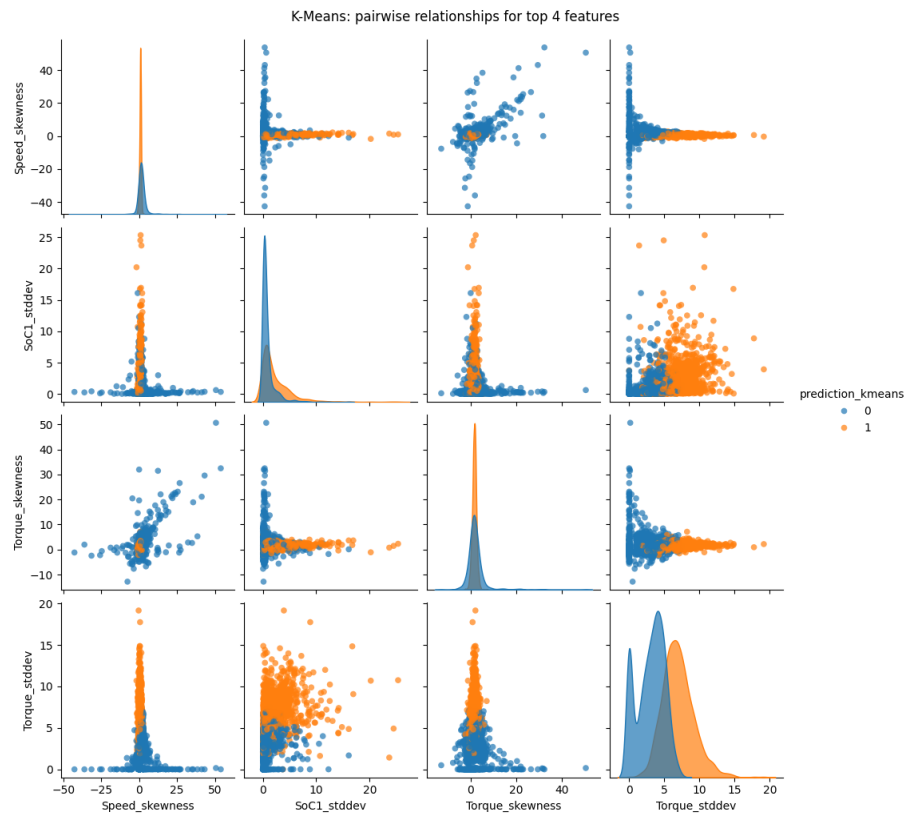 K-Means: pairwise relationships for top 4 features
Speed_skewness
40
20
0
−20
−40
SoC1_stddev
25
20
15
10
5
0
prediction_kmeans
0
1
Torque_skewness
50
40
30
20
10
0
−10
Torque_stddev
20
15
10
5
0
−50 −25 0 25 50
0 10 20
0 20 40
0 5 10 15 20
Speed_skewness SoC1_stddev Torque_skewness Torque_stddev